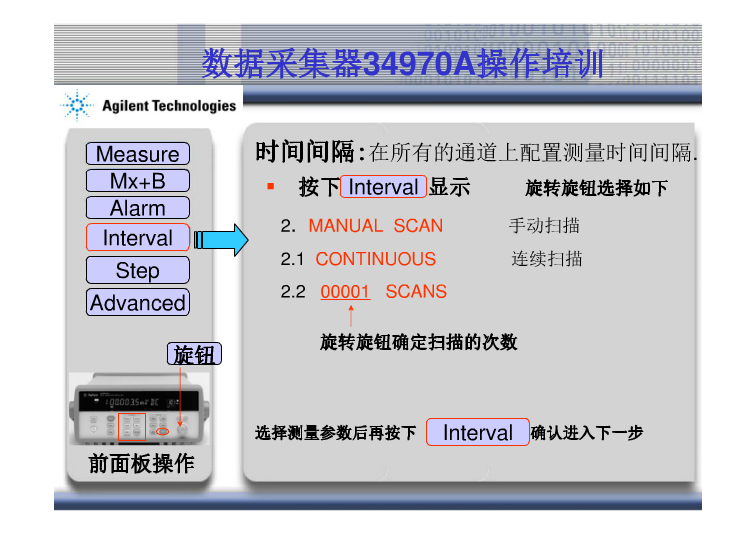 数据采集器34970A操作培训
Agilent Technologies
Measure
Mx+B
Alarm
Interval
Step
Advanced
旋钮
前面板操作
时间间隔:在所有的通道上配置测量时间间隔.
按下 Interval 显示 旋转旋钮选择如下
2. MANUAL SCAN 手动扫描
2.1 CONTINUOUS 连续扫描
2.2 00001 SCANS
旋转旋钮确定扫描的次数
选择测量参数后再按下 Interval 确认进入下一步